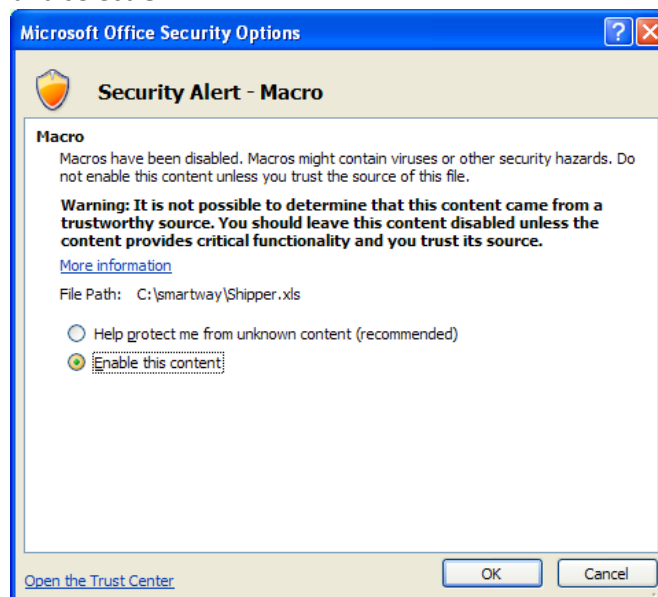 Microsoft Office Security Options
Security Alert - Macro
Macro
Macros have been disabled. Macros might contain viruses or other security hazards. Do
not enable this content unless you trust the source of this file.
Warning: It is not possible to determine that this content came from a
trustworthy source. You should leave this content disabled unless the
content provides critical functionality and you trust its source.
More information
File Path: C:\smartway\Shipper.xls
Help protect me from unknown content (recommended)
Enable this content
Open the Trust Center
OK
Cancel